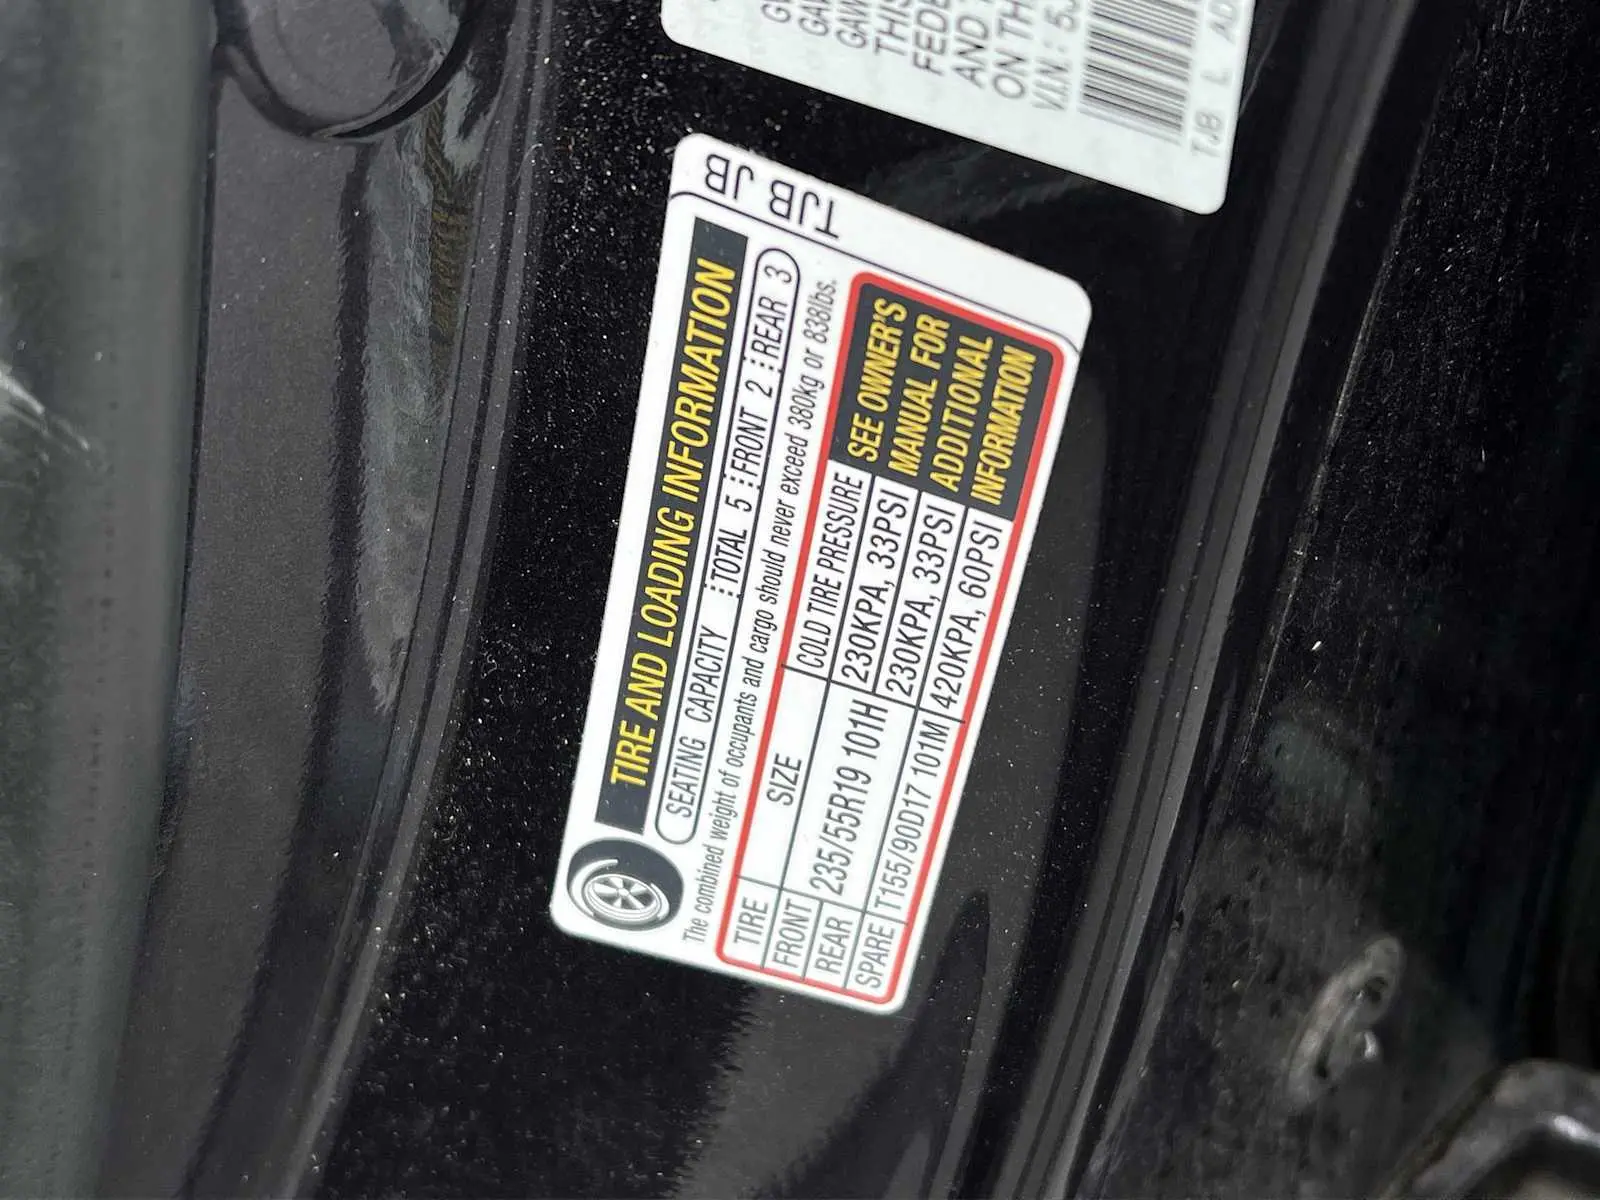 THIS
FEDE
AND
ON TH
V.I.N.: 5J
TJB L AD
TJB JB
TIRE AND LOADING INFORMATION
SEATING CAPACITY TOTAL 5 FRONT 2 REAR 3
The combined weight of occupants and cargo should never exceed 380kg or 838lbs.
TIRE SIZE COLD TIRE PRESSURE
FRONT 235/55R19 101H 230KPA, 33PSI
REAR 230KPA, 33PSI
SPARE T155/90D17 101M 420KPA, 60PSI
SEE OWNER'S
MANUAL FOR
ADDITIONAL
INFORMATION